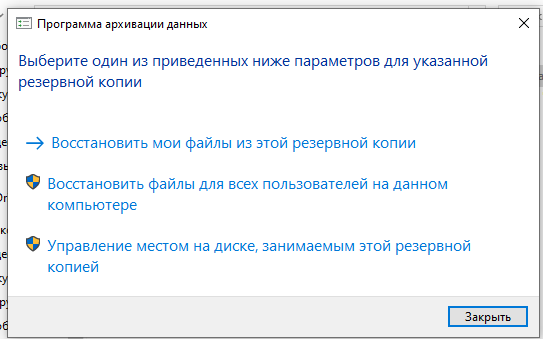 Программа архивации данных
Выберите один из приведенных ниже параметров для указанной
резервной копии
Восстановить мои файлы из этой резервной копии
Восстановить файлы для всех пользователей на данном
компьютере
Управление местом на диске, занимаемым этой резервной
копией
Закрыть